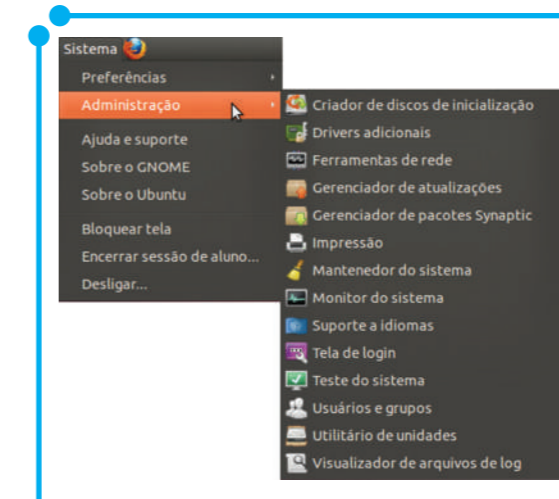 Sistema
Preferências
Administração
Ajuda e suporte
Sobre o GNOME
Sobre o Ubuntu
Bloquear tela
Encerrar sessão de aluno...
Desligar...
Criador de discos de inicialização
Drivers adicionais
Ferramentas de rede
Gerenciador de atualizações
Gerenciador de pacotes Synaptic
Impressão
Mantenedor do sistema
Monitor do sistema
Suporte a idiomas
Tela de login
Teste do sistema
Usuários e grupos
Utilitário de unidades
Visualizador de arquivos de log